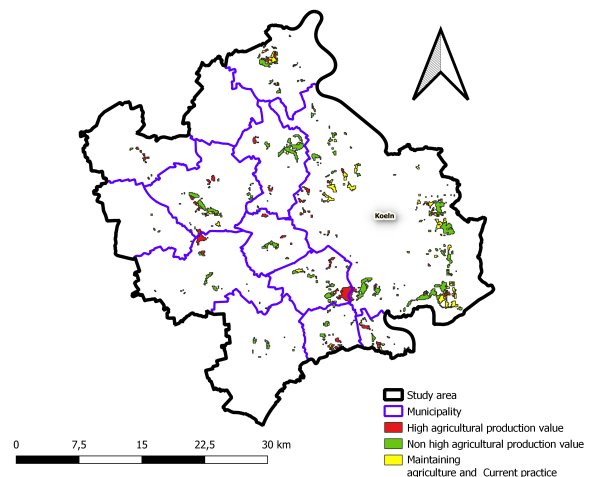 Koeln
Study area
Municipality
High agricultural production value
Non high agricultural production value
Maintaining
agriculture and Current practice
0 7,5 15 22,5 30 km